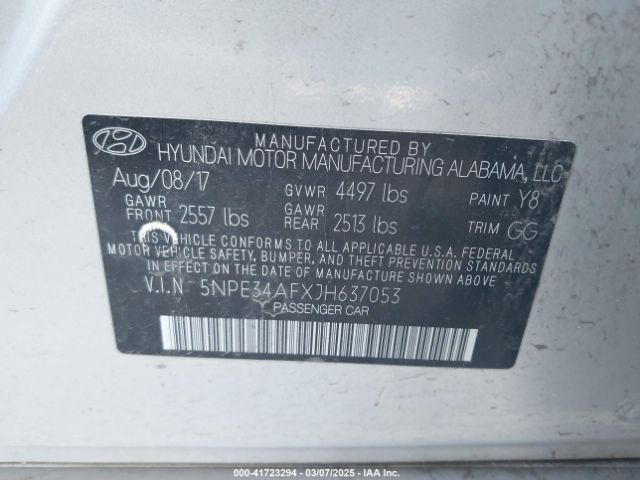 MANUFACTURED BY
HYUNDAI MOTOR MANUFACTURING ALABAMA, LLC
Aug/08/17 GVWR 4497 lbs PAINT Y8
GAWR FRONT 2557 lbs GAWR REAR 2513 lbs TRIM GG
THIS VEHICLE CONFORMS TO ALL APPLICABLE U.S.A. FEDERAL
MOTOR VEHICLE SAFETY, BUMPER, AND THEFT PREVENTION STANDARDS
IN EFFECT ON THE DATE OF MANUFACTURE SHOWN ABOVE.
V.I.N 5NPE34AFXJH637053
PASSENGER CAR
000-41723294 - 03/07/2025 - IAA Inc.